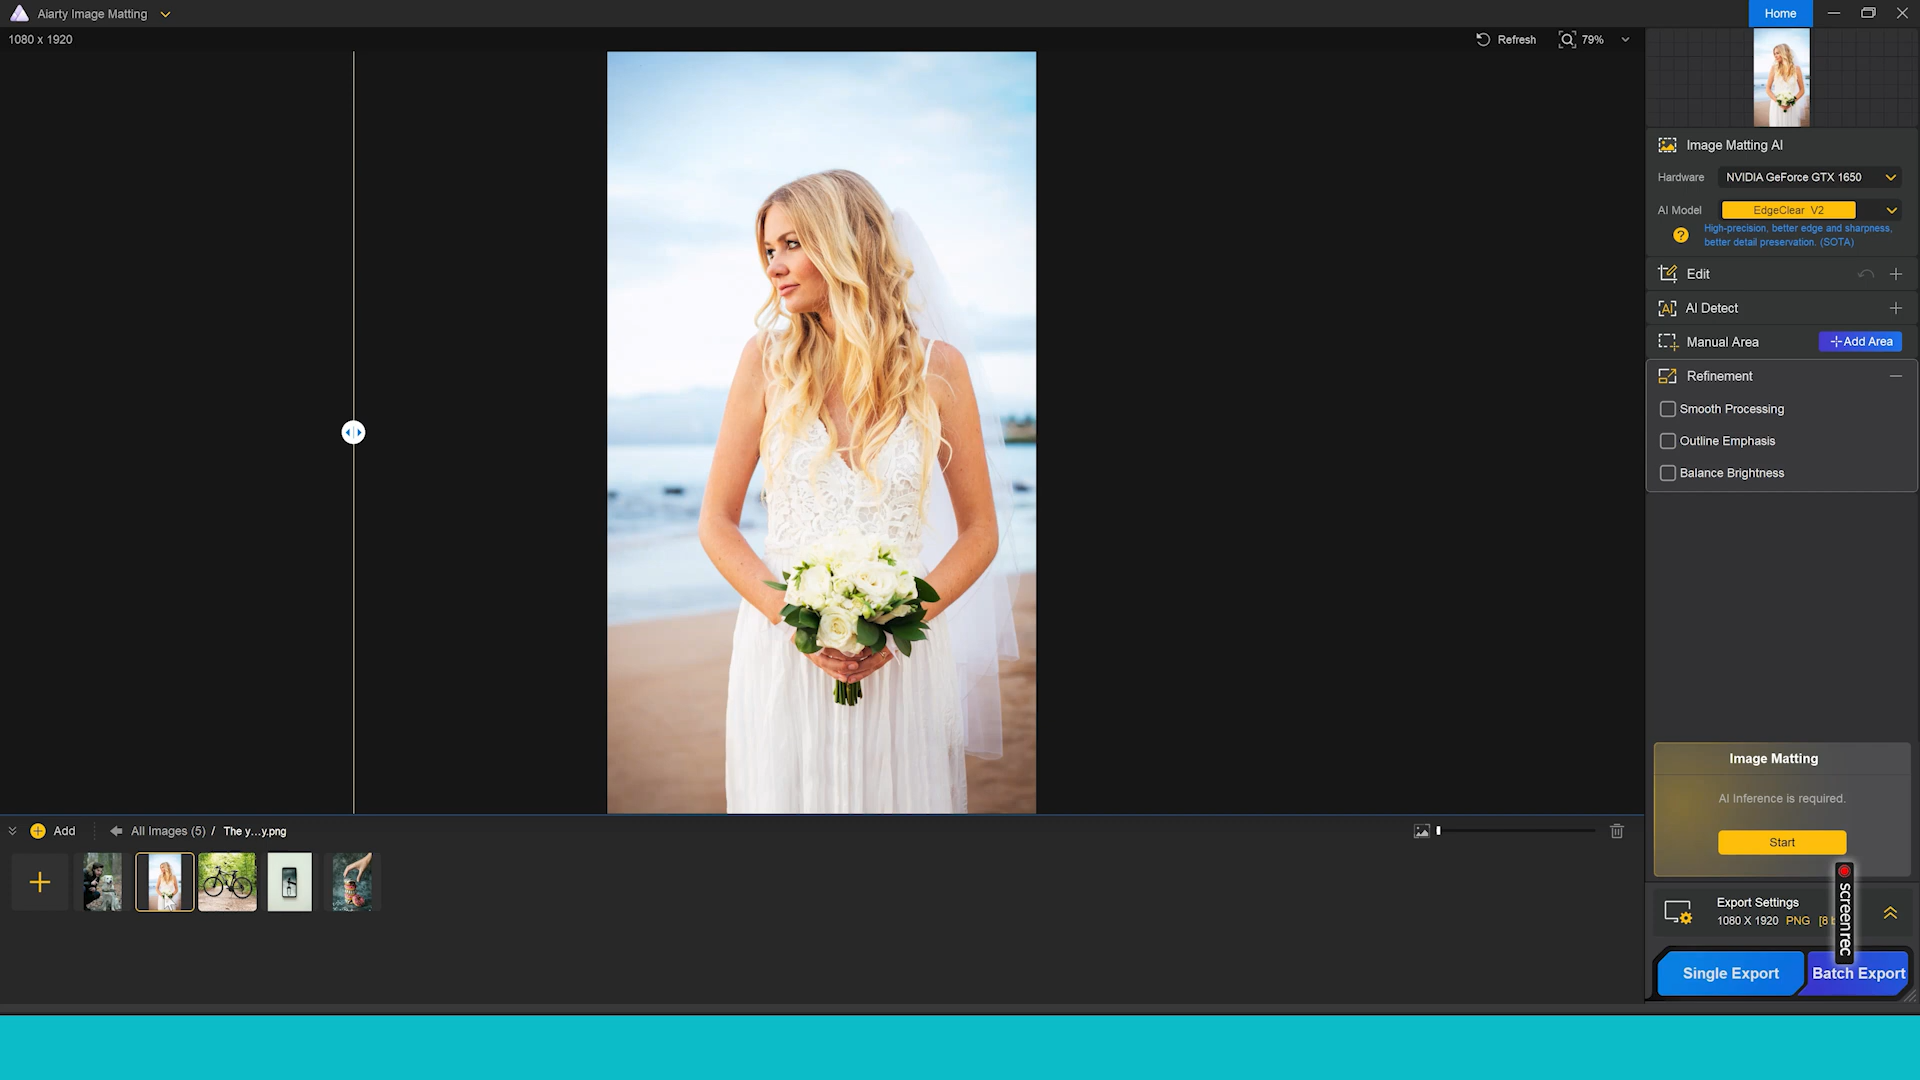 Aiarty Image Matting
Home
1080 x 1920
Refresh
79%
Image Matting AI
Hardware
NVIDIA GeForce GTX 1650
AI Model
EdgeClear V2
High-precision, better edge and sharpness,
better detail preservation. (SOTA)
Edit
AI Detect
Manual Area
Add Area
Refinement
Smooth Processing
Outline Emphasis
Balance Brightness
Image Matting
AI Inference is required.
Start
Add
All Images (5) / The y...y.png
Export Settings
1080 X 1920 PNG [8
screenrec
Single Export
Batch Export